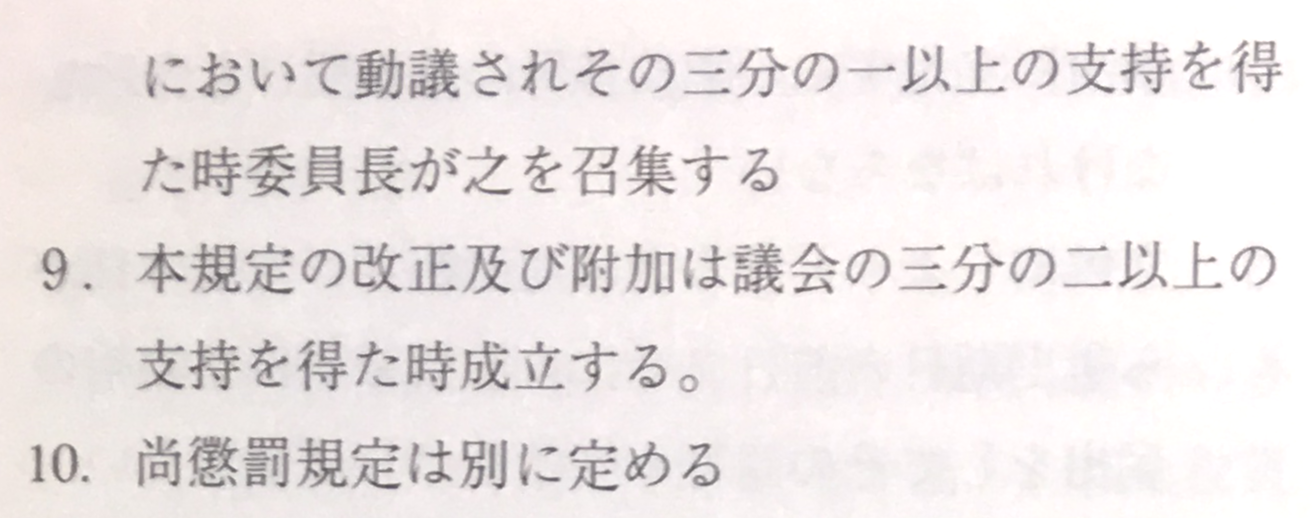 において動議されその三分の一以上の支持を得
た時委員長が之を召集する
9. 本規定の改正及び附加は議会の三分の二以上の
支持を得た時成立する。
10. 尚懲罰規定は別に定める